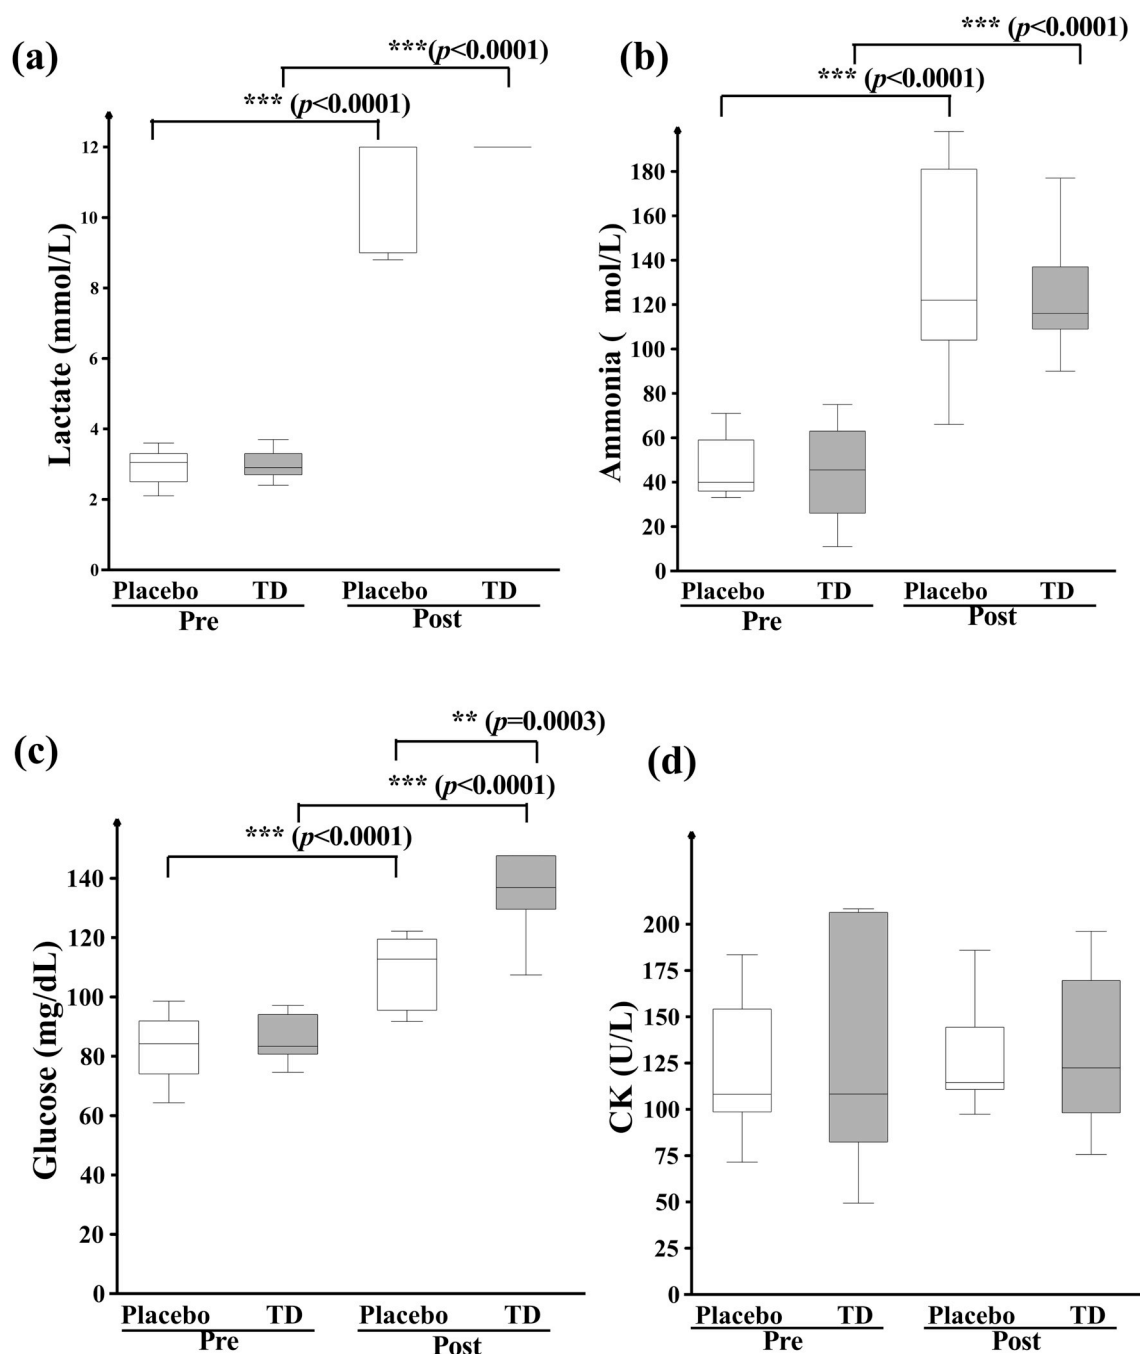 (a)
***(p<0.0001)
*** (p<0.0001)
Lactate (mmol/L)
12
10
8
6
4
2
0
Placebo TD Placebo TD
Pre Post
(b)
*** (p<0.0001)
*** (p<0.0001)
Ammonia ( mol/L)
180
160
140
120
100
80
60
40
20
0
Placebo TD Placebo TD
Pre Post
(c)
** (p=0.0003)
*** (p<0.0001)
*** (p<0.0001)
Glucose (mg/dL)
140
120
100
80
60
40
20
0
Placebo TD Placebo TD
Pre Post
(d)
CK (U/L)
200
175
150
125
100
75
50
25
0
Placebo TD Placebo TD
Pre Post